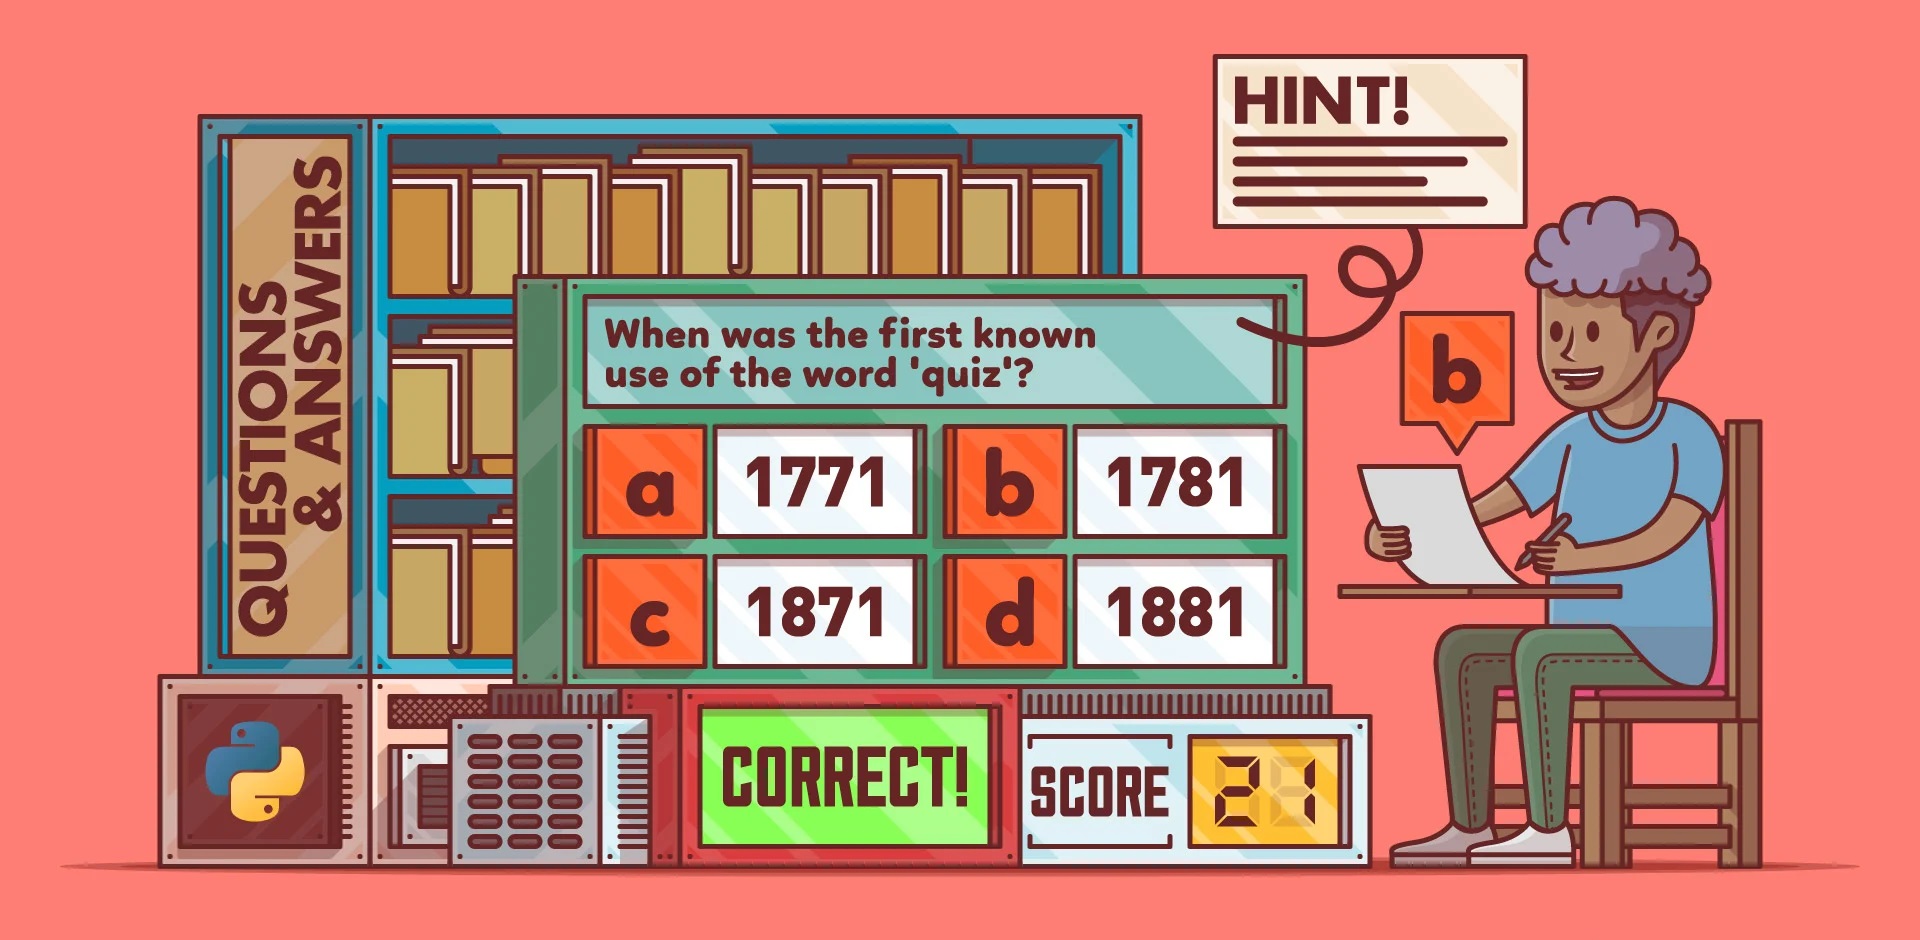 QUESTIONS
& ANSWERS
HINT!
When was the first known
use of the word 'quiz'?
b
a 1771 b 1781
c 1871 d 1881
CORRECT!
SCORE 21